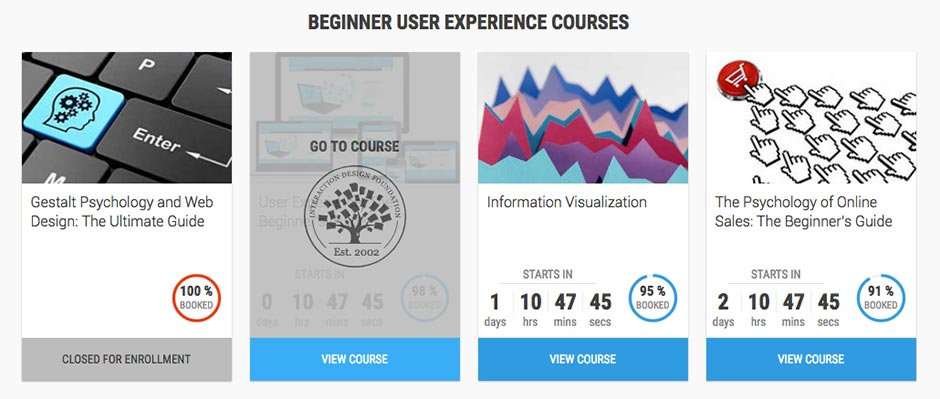 BEGINNER USER EXPERIENCE COURSES
P
Enter
M
Gestalt Psychology and Web
Design: The Ultimate Guide
100 %
BOOKED
CLOSED FOR ENROLLMENT
GO TO COURSE
INTERACTION DESIGN FOUNDATION
Est. 2002
User Ex
Beginne
STARTS IN
0 10 47 45
days hrs mins secs
98 %
BOOKED
VIEW COURSE
Information Visualization
STARTS IN
1 10 47 45
days hrs mins secs
95 %
BOOKED
VIEW COURSE
The Psychology of Online
Sales: The Beginner's Guide
STARTS IN
2 10 47 45
days hrs mins secs
91 %
BOOKED
VIEW COURSE